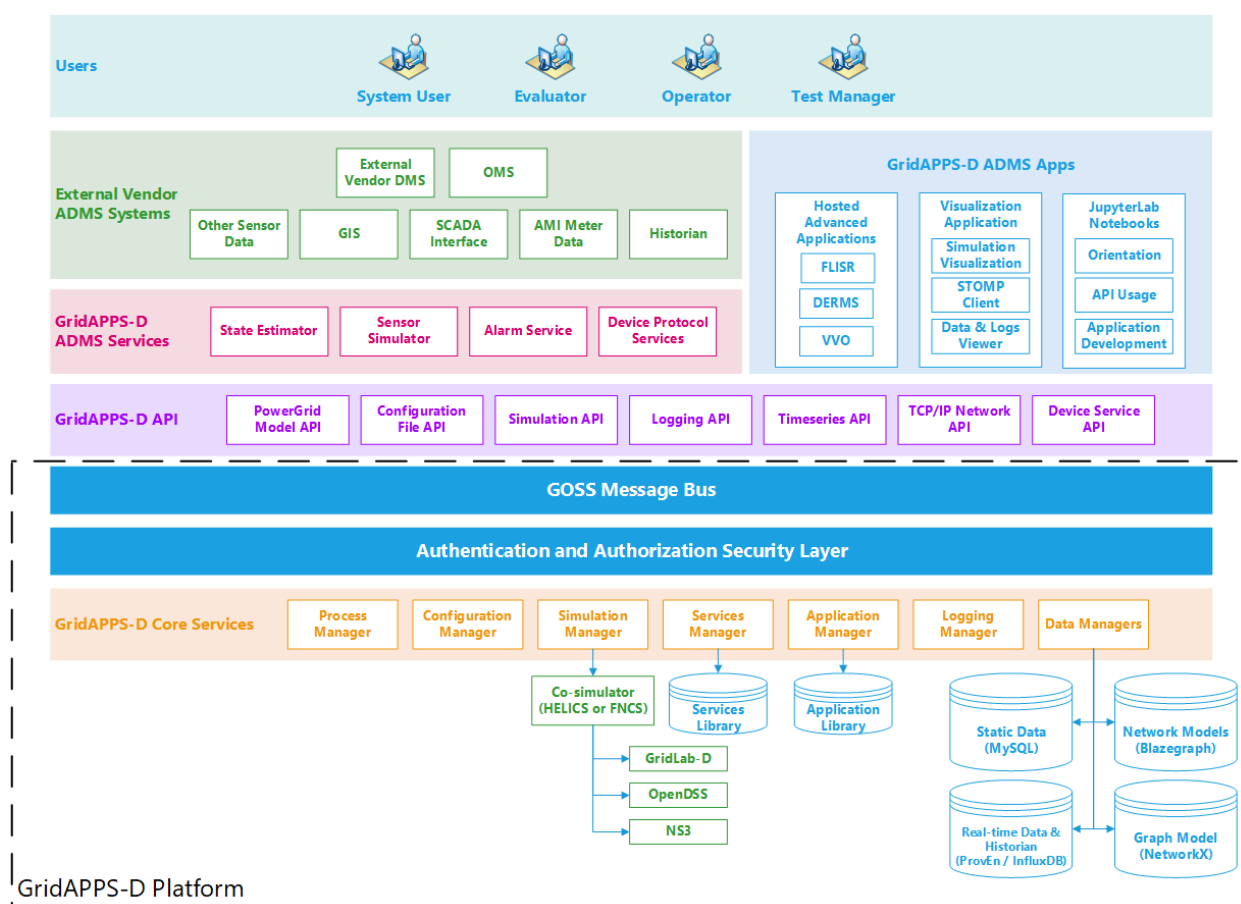 Users
System User
Evaluator
Operator
Test Manager
External Vendor
ADMS Systems
External
Vendor DMS
OMS
Other Sensor
Data
GIS
SCADA
Interface
AMI Meter
Data
Historian
GridAPPS-D ADMS Apps
Hosted
Advanced
Applications
FLISR
DERMS
VVO
Visualization
Application
Simulation
Visualization
STOMP
Client
Data & Logs
Viewer
JupyterLab
Notebooks
Orientation
API Usage
Application
Development
GridAPPS-D
ADMS Services
State Estimator
Sensor
Simulator
Alarm Service
Device Protocol
Services
GridAPPS-D API
PowerGrid
Model API
Configuration
File API
Simulation API
Logging API
Timeseries API
TCP/IP Network
API
Device Service
API
GOSS Message Bus
Authentication and Authorization Security Layer
GridAPPS-D Core Services
Process
Manager
Configuration
Manager
Simulation
Manager
Services
Manager
Application
Manager
Logging
Manager
Data Managers
Co-simulator
(HELICS or FNCS)
Services
Library
Application
Library
GridLab-D
OpenDSS
NS3
Static Data
(MySQL)
Network Models
(Blazegraph)
Real-time Data &
Historian
(ProvEn / InfluxDB)
Graph Model
(NetworkX)
GridAPPS-D Platform